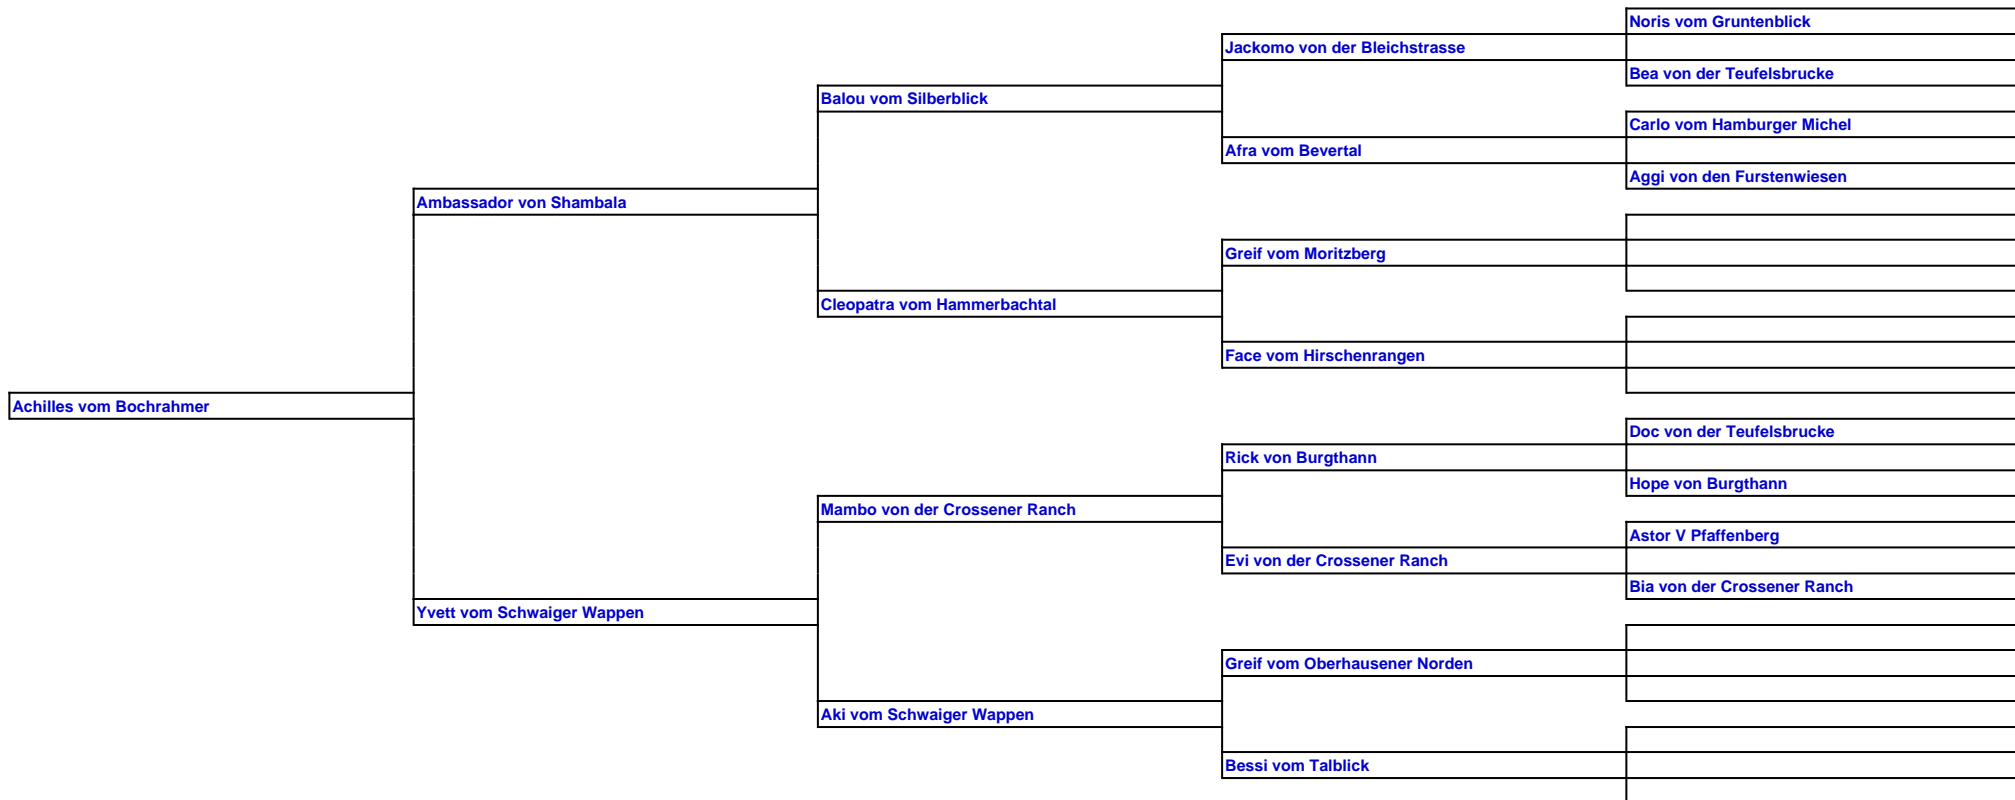 Noris vom Gruntenblick
Jackomo von der Bleichstrasse
Bea von der Teufelsbrucke
Balou vom Silberblick
Carlo vom Hamburger Michel
Afra vom Bevertal
Aggi von den Furstenwiesen
Ambassador von Shambala
Greif vom Moritzberg
Cleopatra vom Hammerbachtal
Face vom Hirschenrangen
Achilles vom Bochrahmer
Doc von der Teufelsbrucke
Rick von Burgthann
Hope von Burgthann
Mambo von der Crossener Ranch
Astor V Pfaffenberg
Evi von der Crossener Ranch
Bia von der Crossener Ranch
Yvett vom Schwaiger Wappen
Greif vom Oberhausener Norden
Aki vom Schwaiger Wappen
Bessi vom Talblick